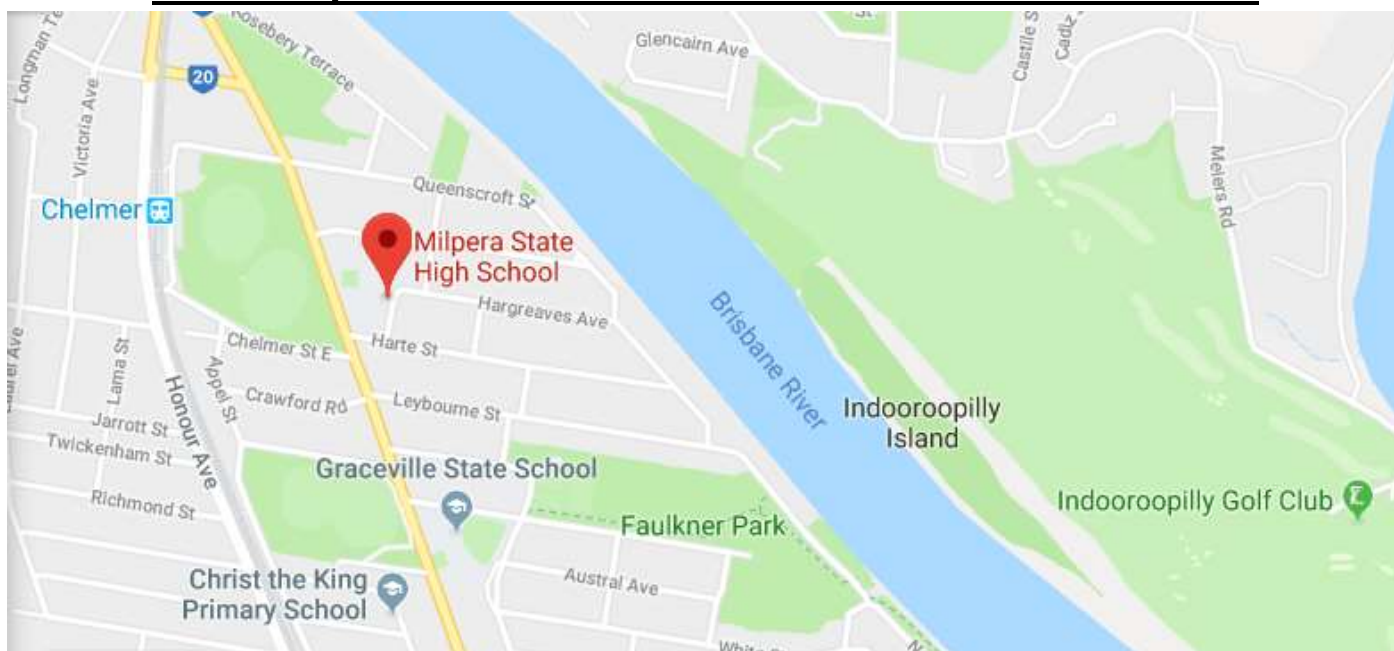 20
Rosebery Terrace
Glencairn Ave
Longman Te
Victoria Ave
Castile S
Cadiz
Meiers Rd
Queenscroft St
Chelmer
Milpera State
High School
Hargreaves Ave
Brisbane River
Chelmer St E
Harte St
Laurel Ave
Lama St
Appel St
Honour Ave
Crawford Rd
Leybourne St
Jarrott St
Twickenham St
Indooroopilly
Island
Graceville State School
Richmond St
Indooroopilly Golf Club
Faulkner Park
Christ the King
Primary School
Austral Ave